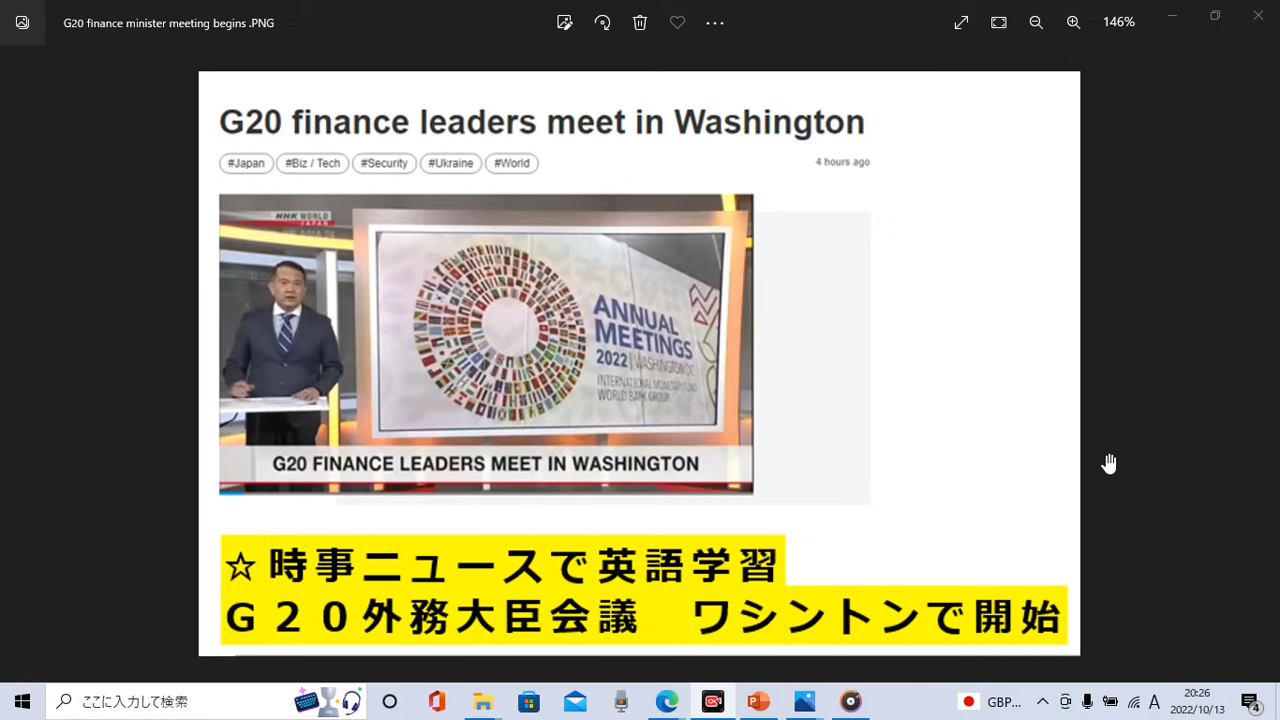 G20 finance minister meeting begins .PNG
146%
G20 finance leaders meet in Washington
#Japan #Biz / Tech #Security #Ukraine #World
4 hours ago
NHK WORLD
JAPAN
ANNUAL
MEETINGS
2022 | WASHINGTON DC
INTERNATIONAL MONETARY FUND
WORLD BANK GROUP
G20 FINANCE LEADERS MEET IN WASHINGTON
☆時事ニュースで英語学習
G20外務大臣会議 ワシントンで開始
ここに入力して検索
GBP...
A
20:26
2022/10/13
4